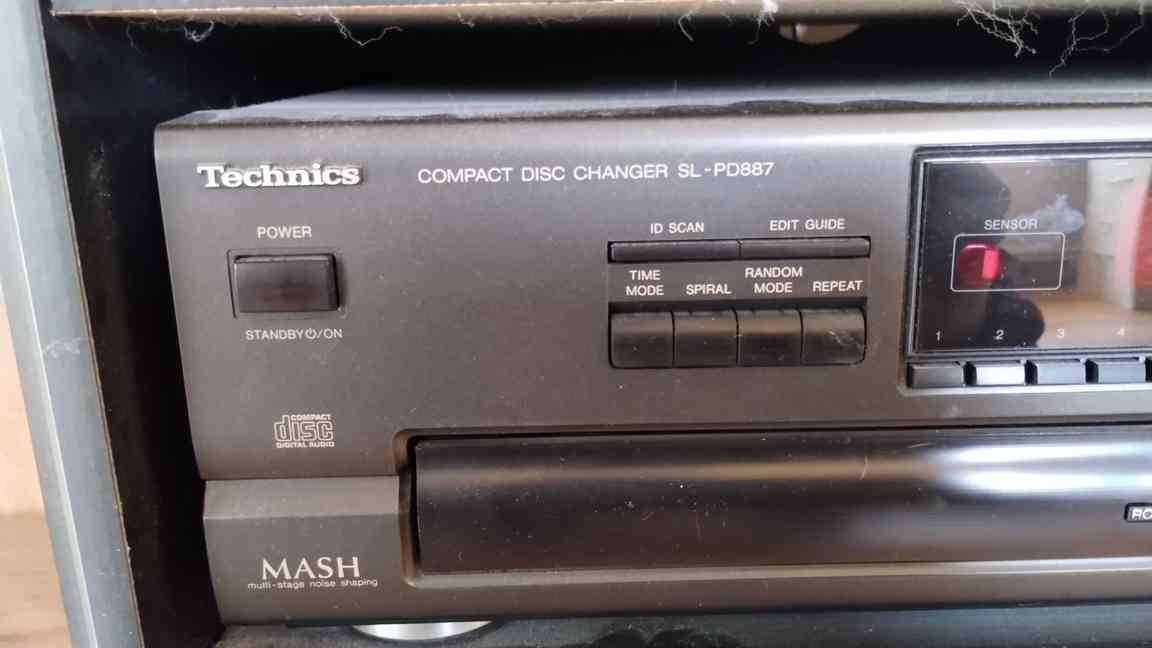 Technics
COMPACT DISC CHANGER SL-PD887
POWER
STANDBY⏻/ON
ID SCAN
EDIT GUIDE
TIME MODE
SPIRAL
RANDOM MODE
REPEAT
SENSOR
1 2 3 4
COMPACT
disc
DIGITAL AUDIO
MASH
multi-stage noise shaping